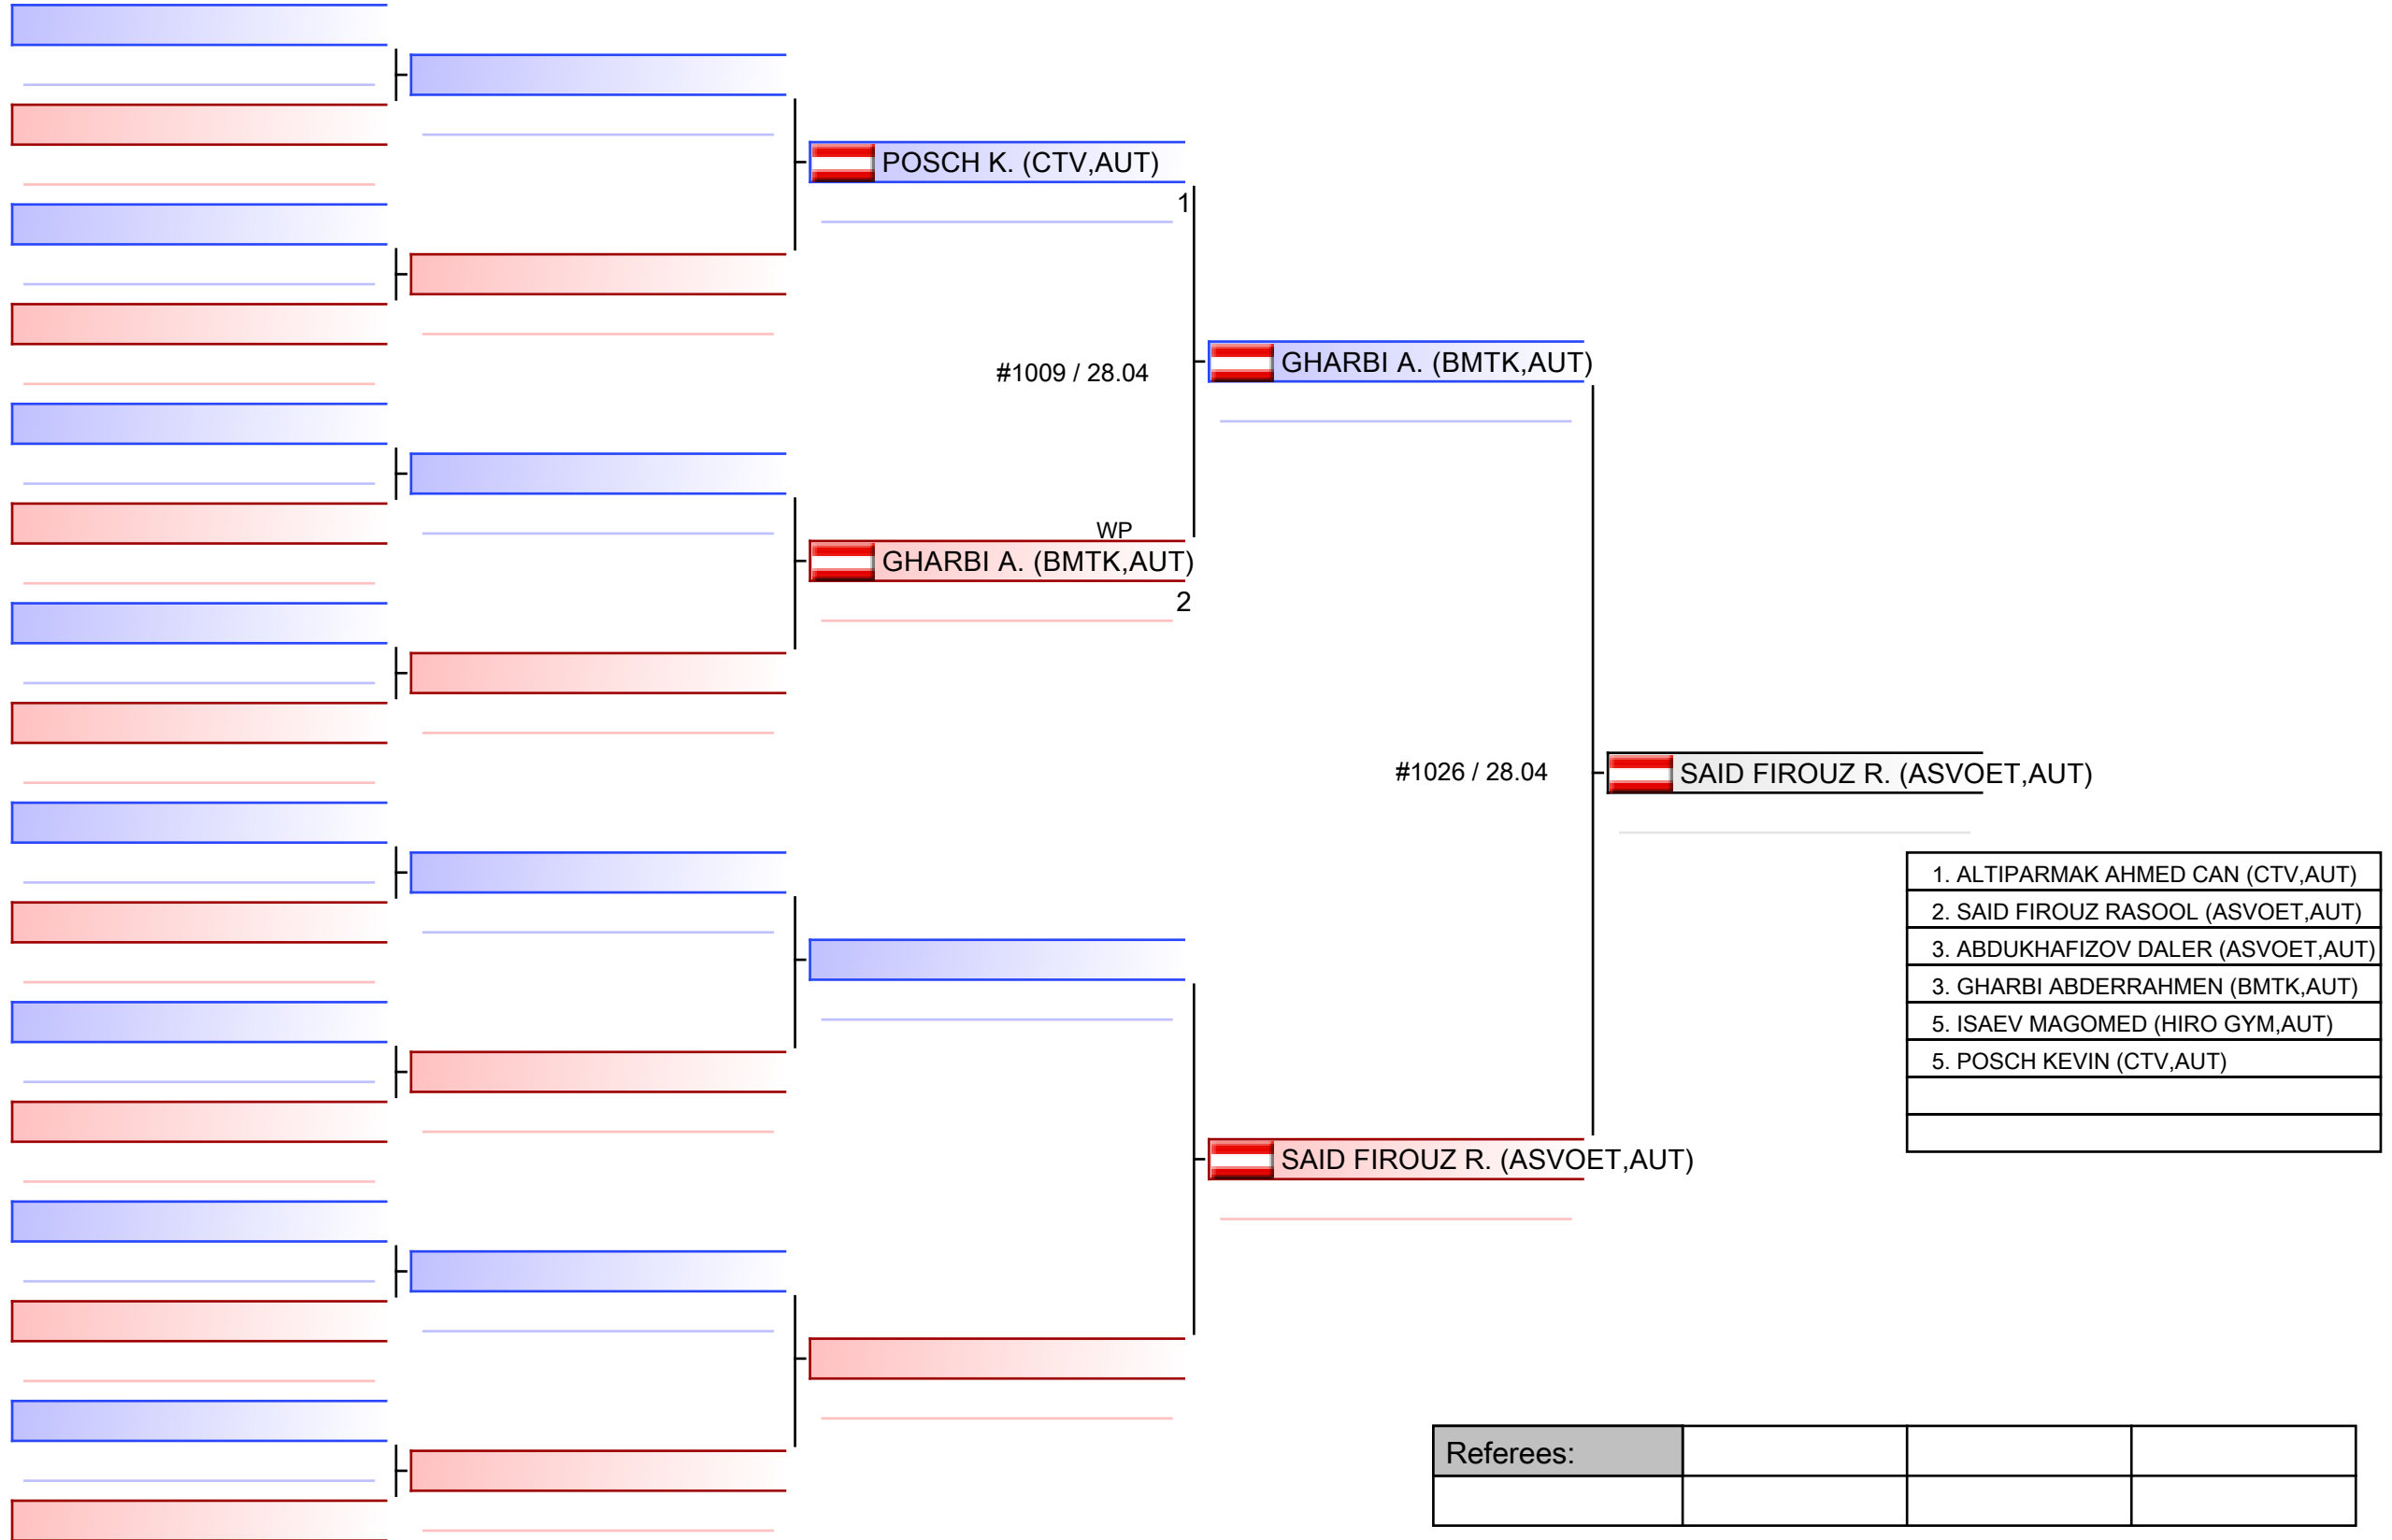 POSCH K. (CTV,AUT)
1
#1009 / 28.04
GHARBI A. (BMTK,AUT)
WP
GHARBI A. (BMTK,AUT)
2
#1026 / 28.04
SAID FIROUZ R. (ASVOET,AUT)
1. ALTIPARMAK AHMED CAN (CTV,AUT)
2. SAID FIROUZ RASOOL (ASVOET,AUT)
3. ABDUKHAFIZOV DALER (ASVOET,AUT)
3. GHARBI ABDERRAHMEN (BMTK,AUT)
5. ISAEV MAGOMED (HIRO GYM,AUT)
5. POSCH KEVIN (CTV,AUT)
SAID FIROUZ R. (ASVOET,AUT)
Referees: